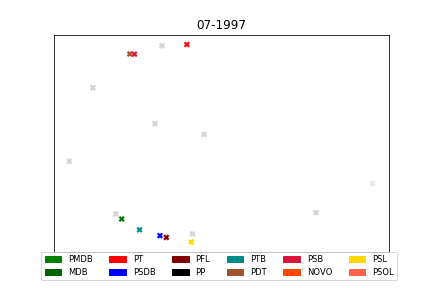 07-1997
PMDB PT PFL PTB PSB PSL
MDB PSDB PP PDT NOVO PSOL